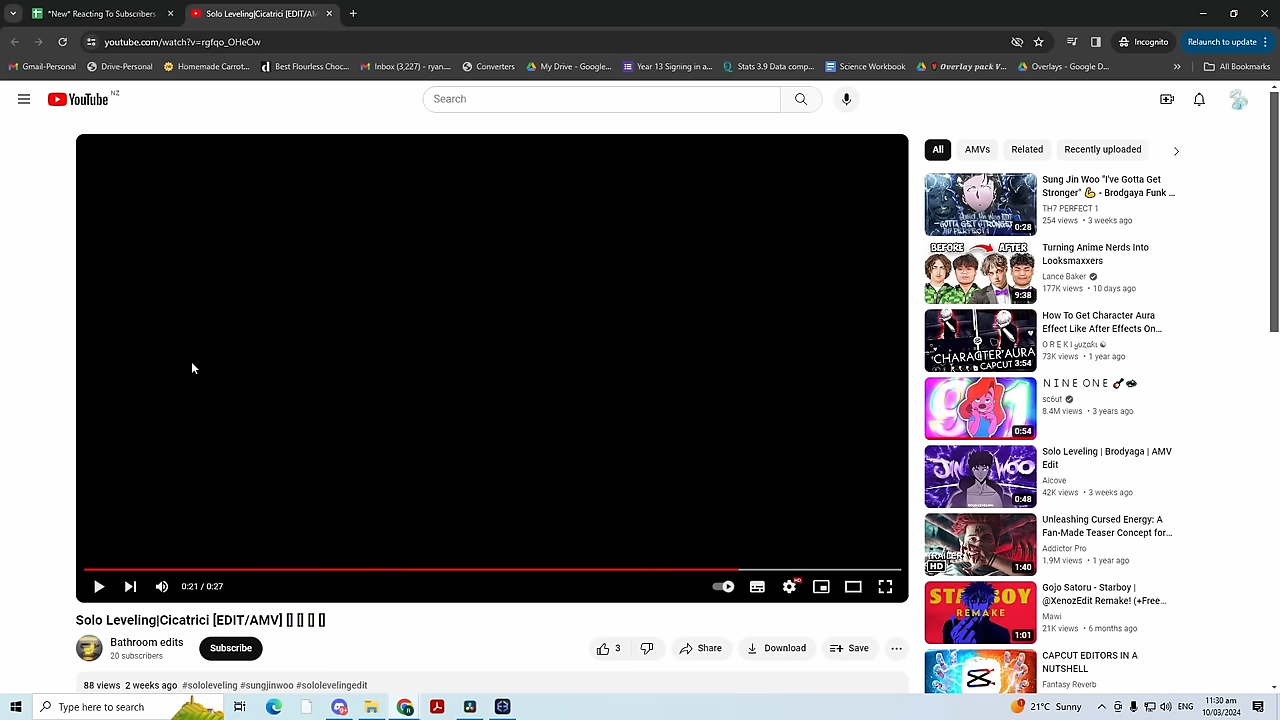 *New* Reacting To Subscribers
Solo Leveling|Cicatrici [EDIT/AM
youtube.com/watch?v=rgfqo_OHeOw
Incognito
Relaunch to update
Gmail-Personal
Drive-Personal
Homemade Carrot...
Best Flourless Choc...
Inbox (3,227) - ryan....
Converters
My Drive - Google...
Year 13 Signing in a...
Stats 3.9 Data comp...
Science Workbook
Overlay pack V...
Overlays - Google D...
All Bookmarks
YouTube NZ
Search
All
AMVs
Related
Recently uploaded
Sung Jin Woo "I've Gotta Get
Stronger" 💪 - Brodgaya Funk ...
TH7 PERFECT 1
254 views • 3 weeks ago
0:28
BEFORE AFTER
Turning Anime Nerds Into
Looksmaxxers
Lance Baker
177K views • 10 days ago
9:38
How To Get Character Aura
Effect Like After Effects On...
73K views • 1 year ago
CHARACTER AURA
CAPCUT 3:54
N I N E O N E
sc6ut
8.4M views • 3 years ago
0:54
Solo Leveling | Brodyaga | AMV
Edit
Aicove
42K views • 3 weeks ago
JIN WOO
0:48
Unleashing Cursed Energy: A
Fan-Made Teaser Concept for...
Addictor Pro
1.9M views • 1 year ago
TRAILER
HD
1:40
Gojo Satoru - Starboy |
@XenozEdit Remake! (+Free...
Mawi
21K views • 6 months ago
STARBOY
REMAKE
1:01
CAPCUT EDITORS IN A
NUTSHELL
Fantasy Reverb
0:21 / 0:27
HD
Solo Leveling|Cicatrici [EDIT/AMV] [] [] [] []
Bathroom edits
20 subscribers
Subscribe
3
Share
Download
Save
88 views 2 weeks ago #sololeveling #sungjinwoo #sololevelingedit
Type here to search
21°C Sunny
ENG
11:30 am
10/03/2024